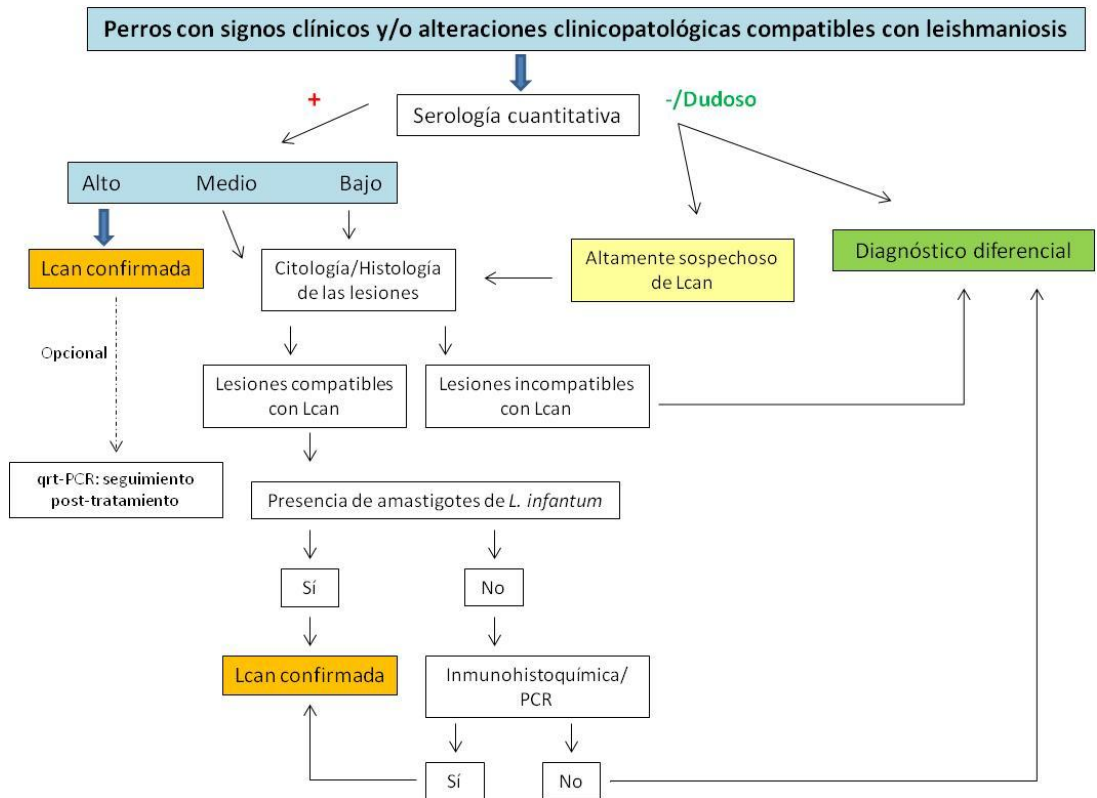 Perros con signos clínicos y/o alteraciones clinicopatológicas compatibles con leishmaniosis
+
Serología cuantitativa
-/Dudoso
Alto Medio Bajo
Lcan confirmada
Citología/Histología
de las lesiones
Altamente sospechoso
de Lcan
Diagnóstico diferencial
Opcional
Lesiones compatibles
con Lcan
Lesiones incompatibles
con Lcan
qrt-PCR: seguimiento
post-tratamiento
Presencia de amastigotes de L. infantum
Sí
No
Lcan confirmada
Inmunohistoquímica/
PCR
Sí
No